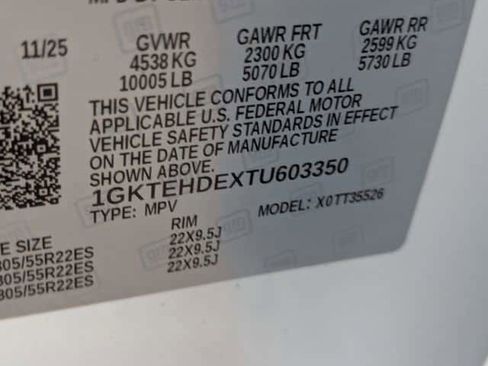 11/25
GVWR
4538 KG
10005 LB
GAWR FRT
2300 KG
5070 LB
GAWR RR
2599 KG
5730 LB
THIS VEHICLE CONFORMS TO ALL
APPLICABLE U.S. FEDERAL MOTOR
VEHICLE SAFETY STANDARDS IN EFFECT
ON THE DATE OF MANUFACTURE
SHOWN ABOVE.
1GKTEHDEXTU603350
TYPE: MPV
MODEL: X0TT35526
E SIZE
305/55R22ES
305/55R22ES
305/55R22ES
RIM
22X9.5J
22X9.5J
22X9.5J